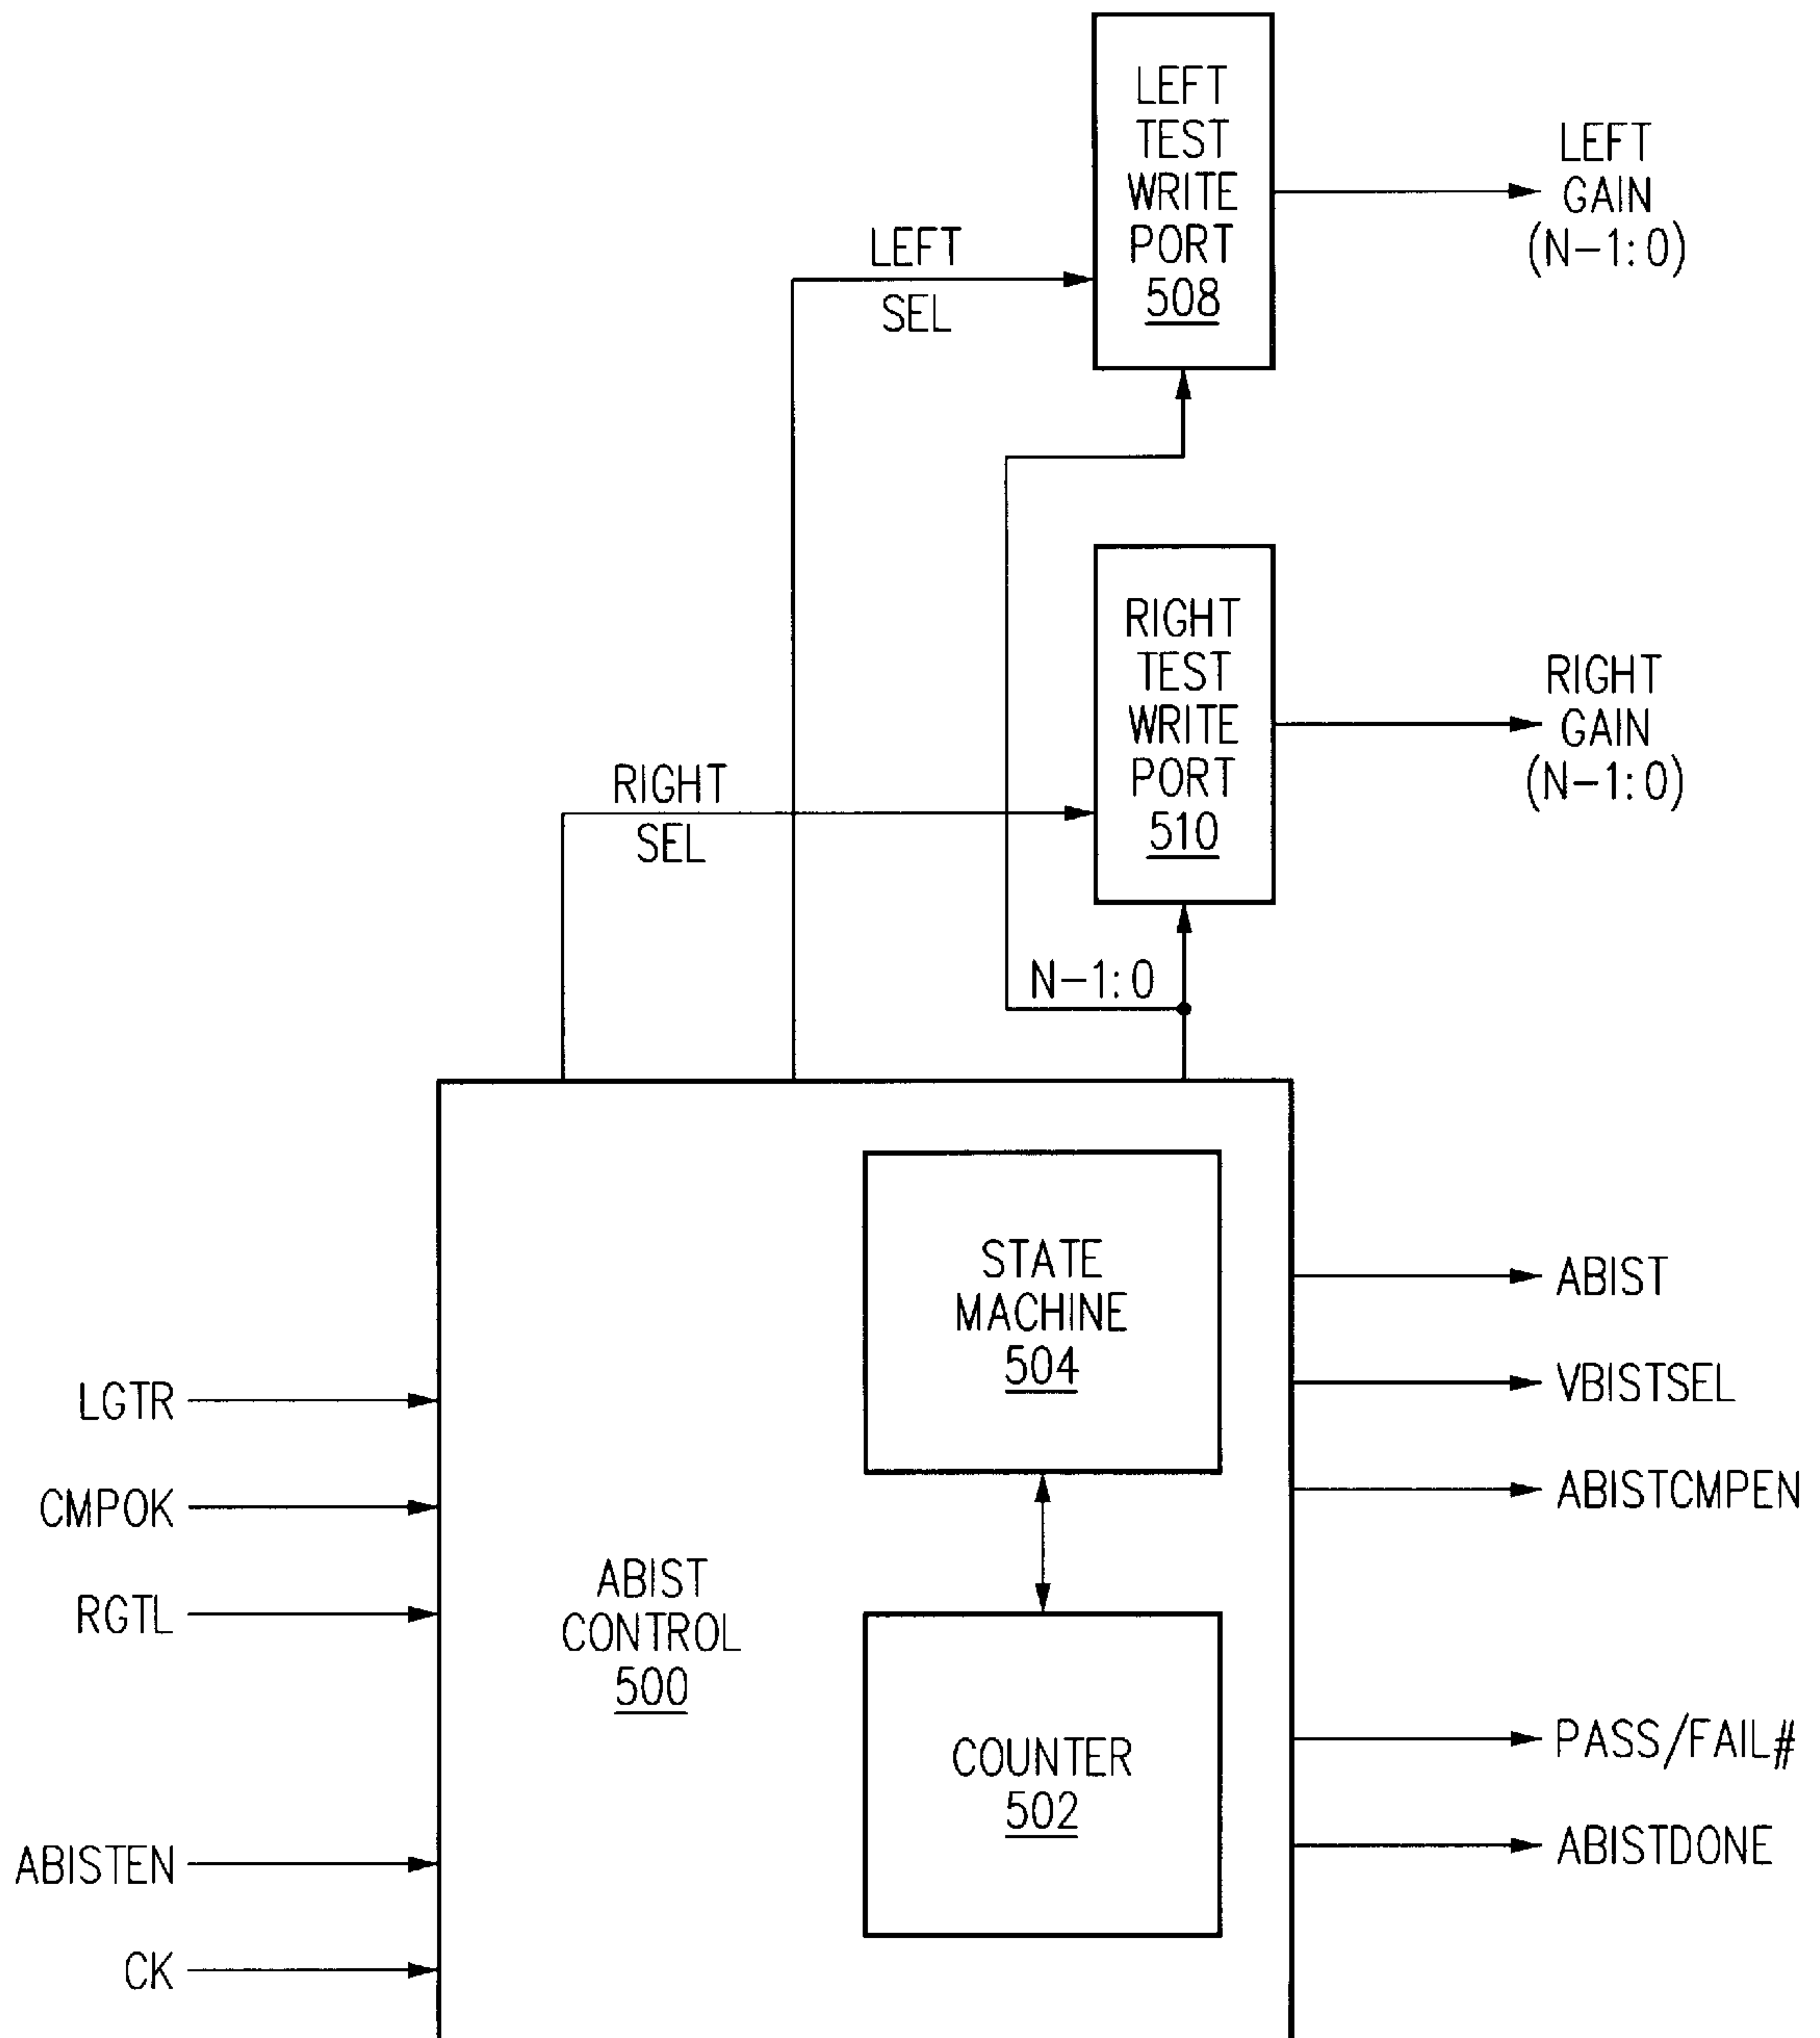 LEFT
TEST
WRITE
PORT
508
LEFT
GAIN
(N-1:0)
LEFT
SEL
RIGHT
TEST
WRITE
PORT
510
RIGHT
GAIN
(N-1:0)
RIGHT
SEL
N-1:0
STATE
MACHINE
504
ABIST
CONTROL
500
COUNTER
502
LGTR
CMPOK
RGTL
ABISTEN
CK
ABIST
VBISTSEL
ABISTCMPEN
PASS/FAIL#
ABISTDONE